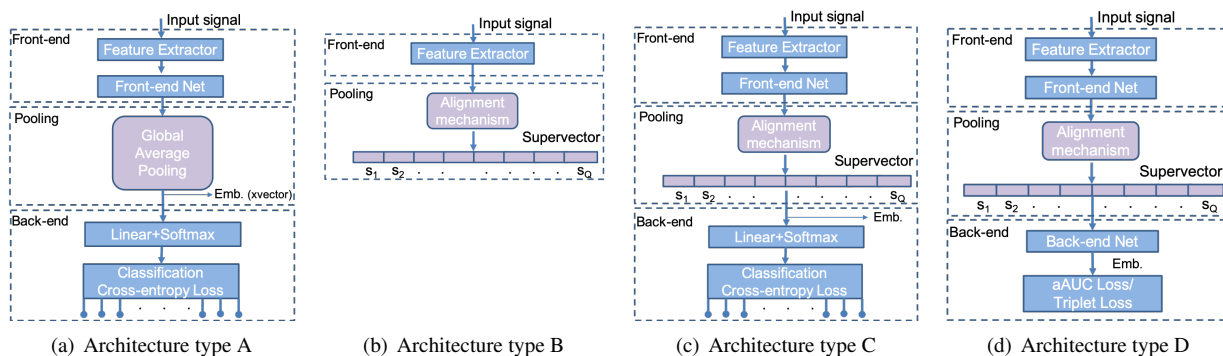 Input signal
Front-end
Feature Extractor
Front-end Net
Pooling
Global
Average
Pooling
Emb. (xvector)
Back-end
Linear+Softmax
Classification
Cross-entropy Loss
. . .
(a) Architecture type A
Input signal
Front-end
Feature Extractor
Pooling
Alignment
mechanism
Supervector
s1 s2 . . . . . . sQ
(b) Architecture type B
Input signal
Front-end
Feature Extractor
Front-end Net
Pooling
Alignment
mechanism
Supervector
s1 s2 . . . . . . sQ
Emb.
Back-end
Linear+Softmax
Classification
Cross-entropy Loss
. . .
(c) Architecture type C
Input signal
Front-end
Feature Extractor
Front-end Net
Pooling
Alignment
mechanism
Supervector
s1 s2 . . . . . . sQ
Back-end
Back-end Net
Emb.
aAUC Loss/
Triplet Loss
(d) Architecture type D